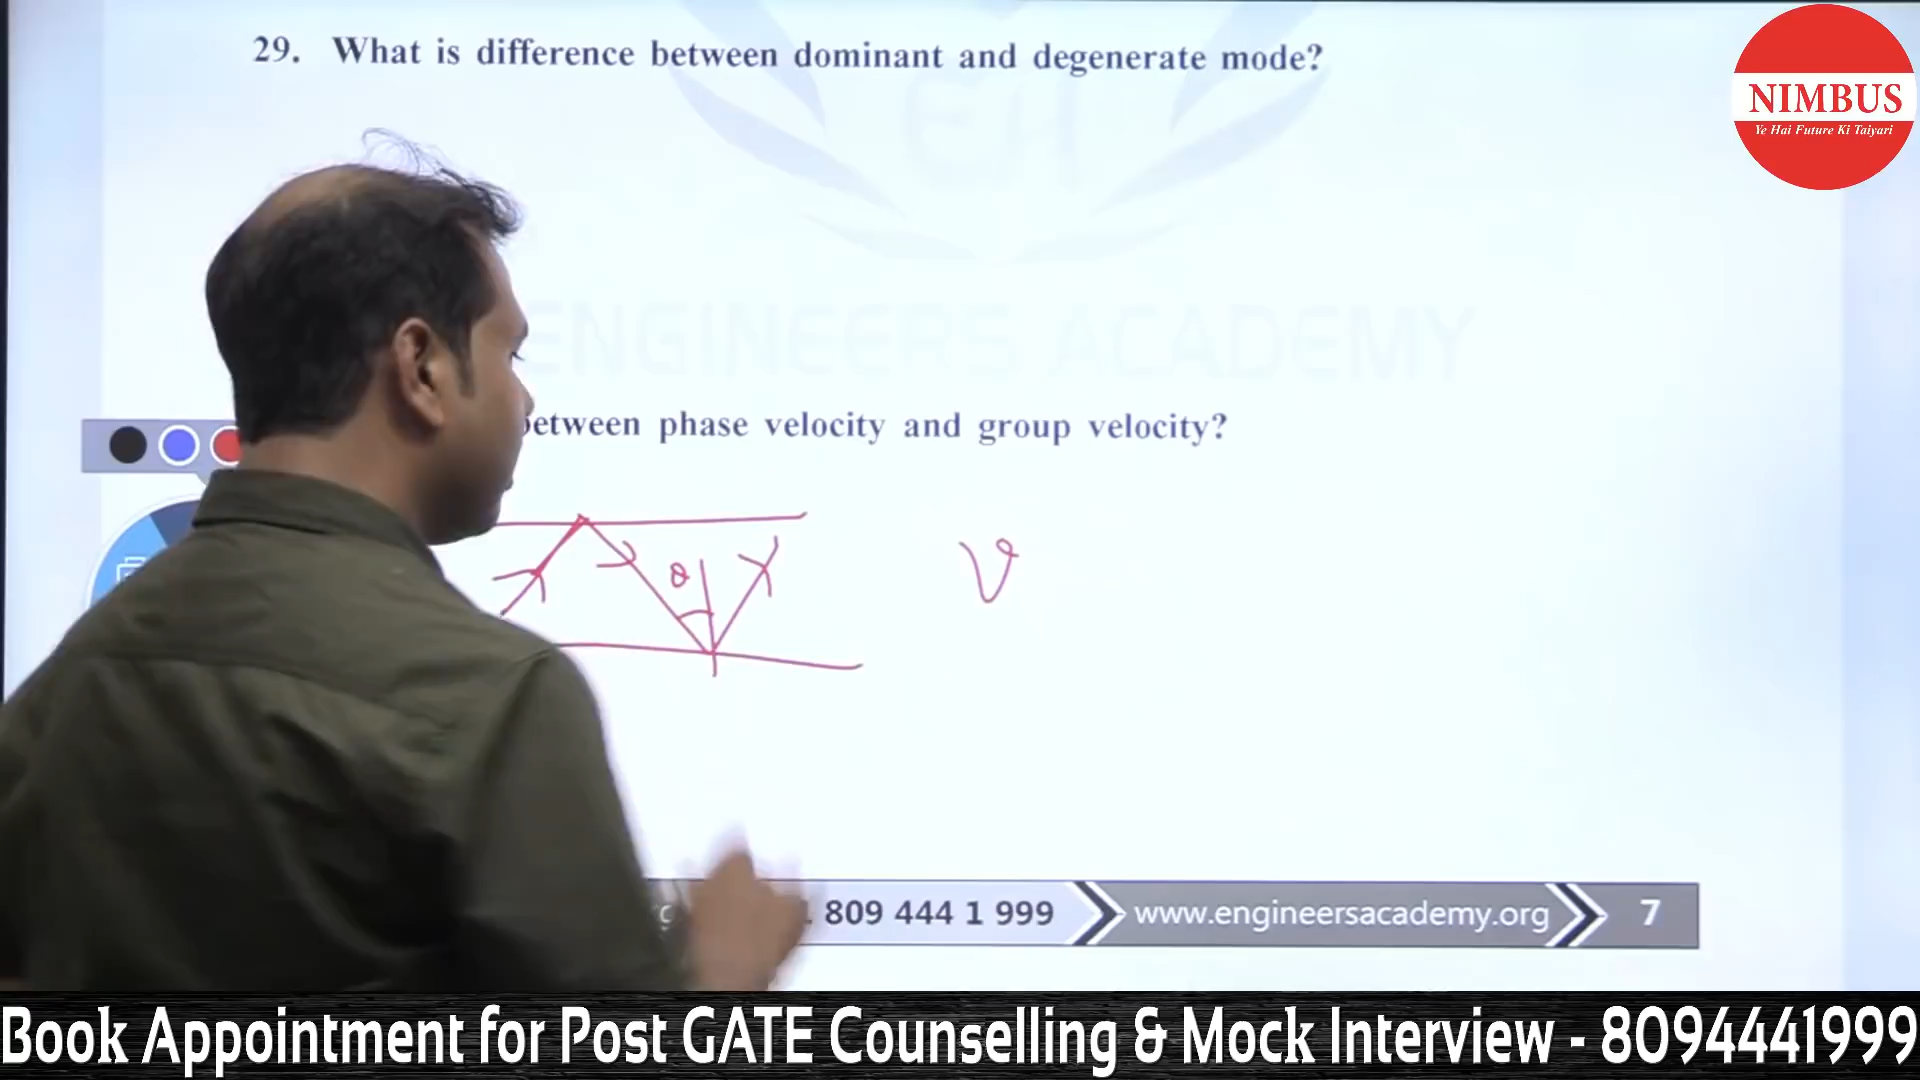 29. What is difference between dominant and degenerate mode?
NIMBUS
Ye Hai Future Ki Taiyari
EA
ENGINEERS ACADEMY
between phase velocity and group velocity?
θ
V
809 444 1 999
www.engineersacademy.org
7
Book Appointment for Post GATE Counselling & Mock Interview - 8094441999